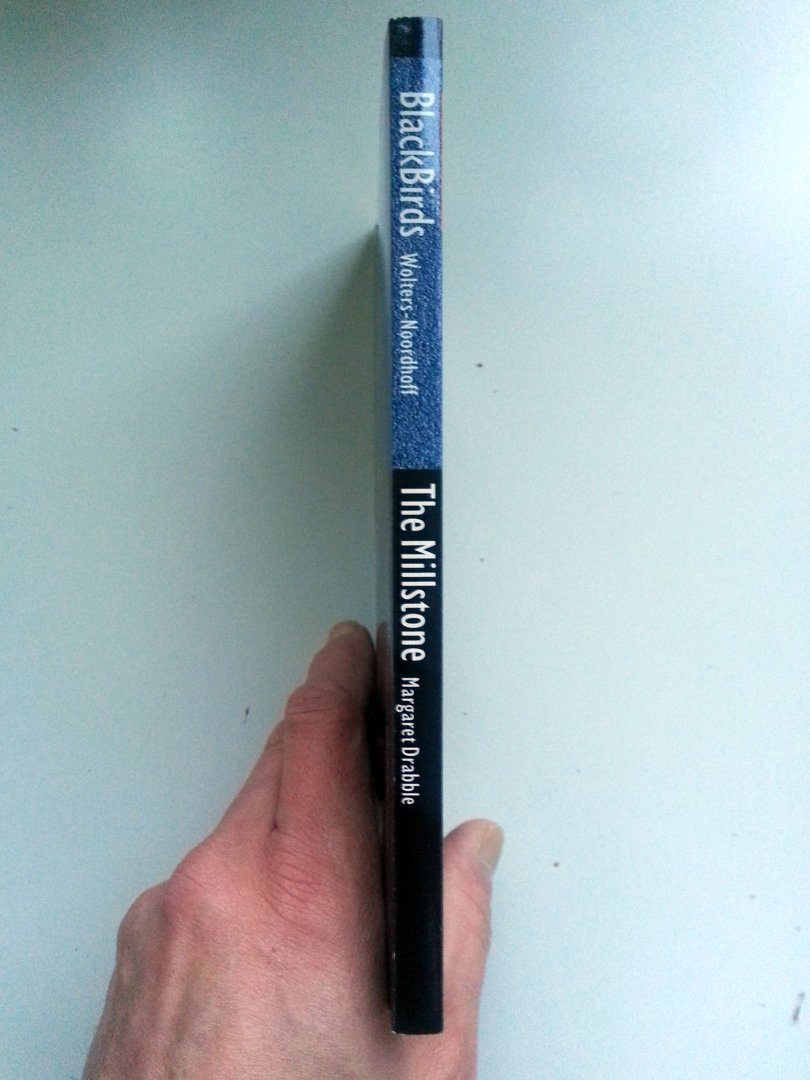 BlackBirds Wolters-Noordhoff
The Millstone Margaret Drabble